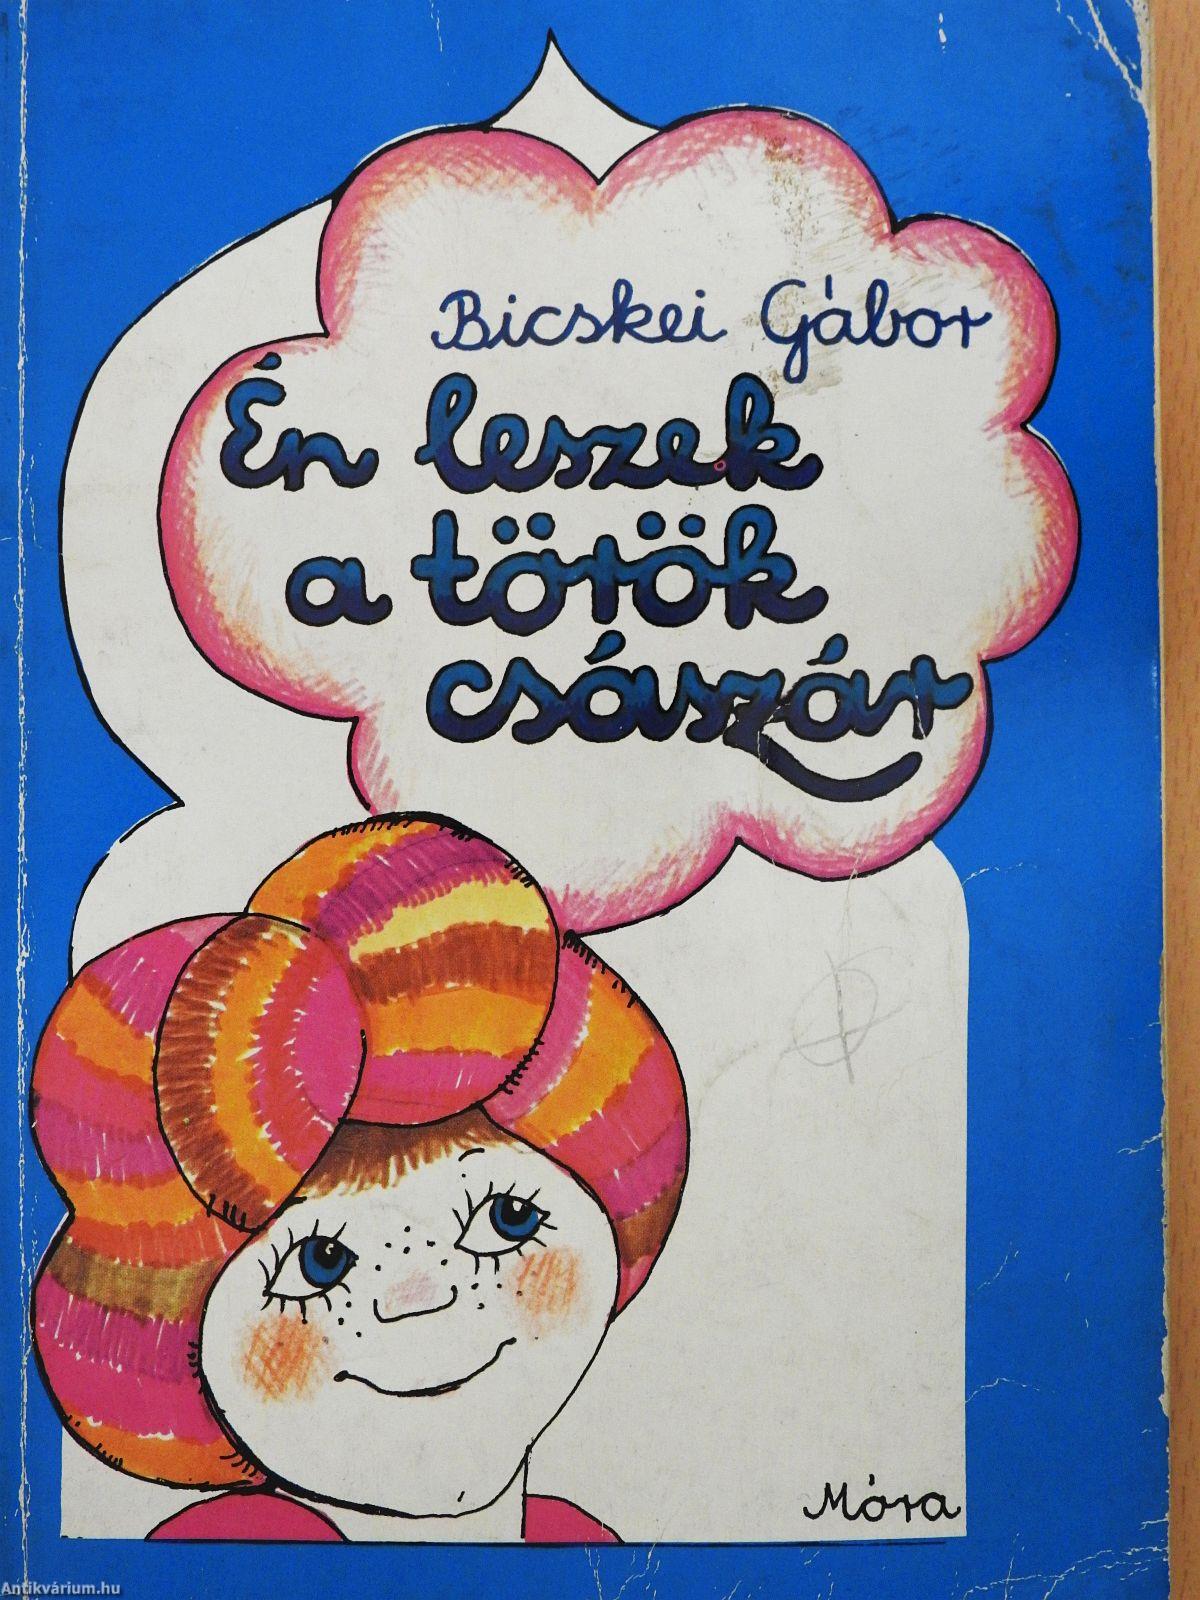 Bicskei Gábor
Én leszek
a török
császár
Móra
Antikvárium.hu